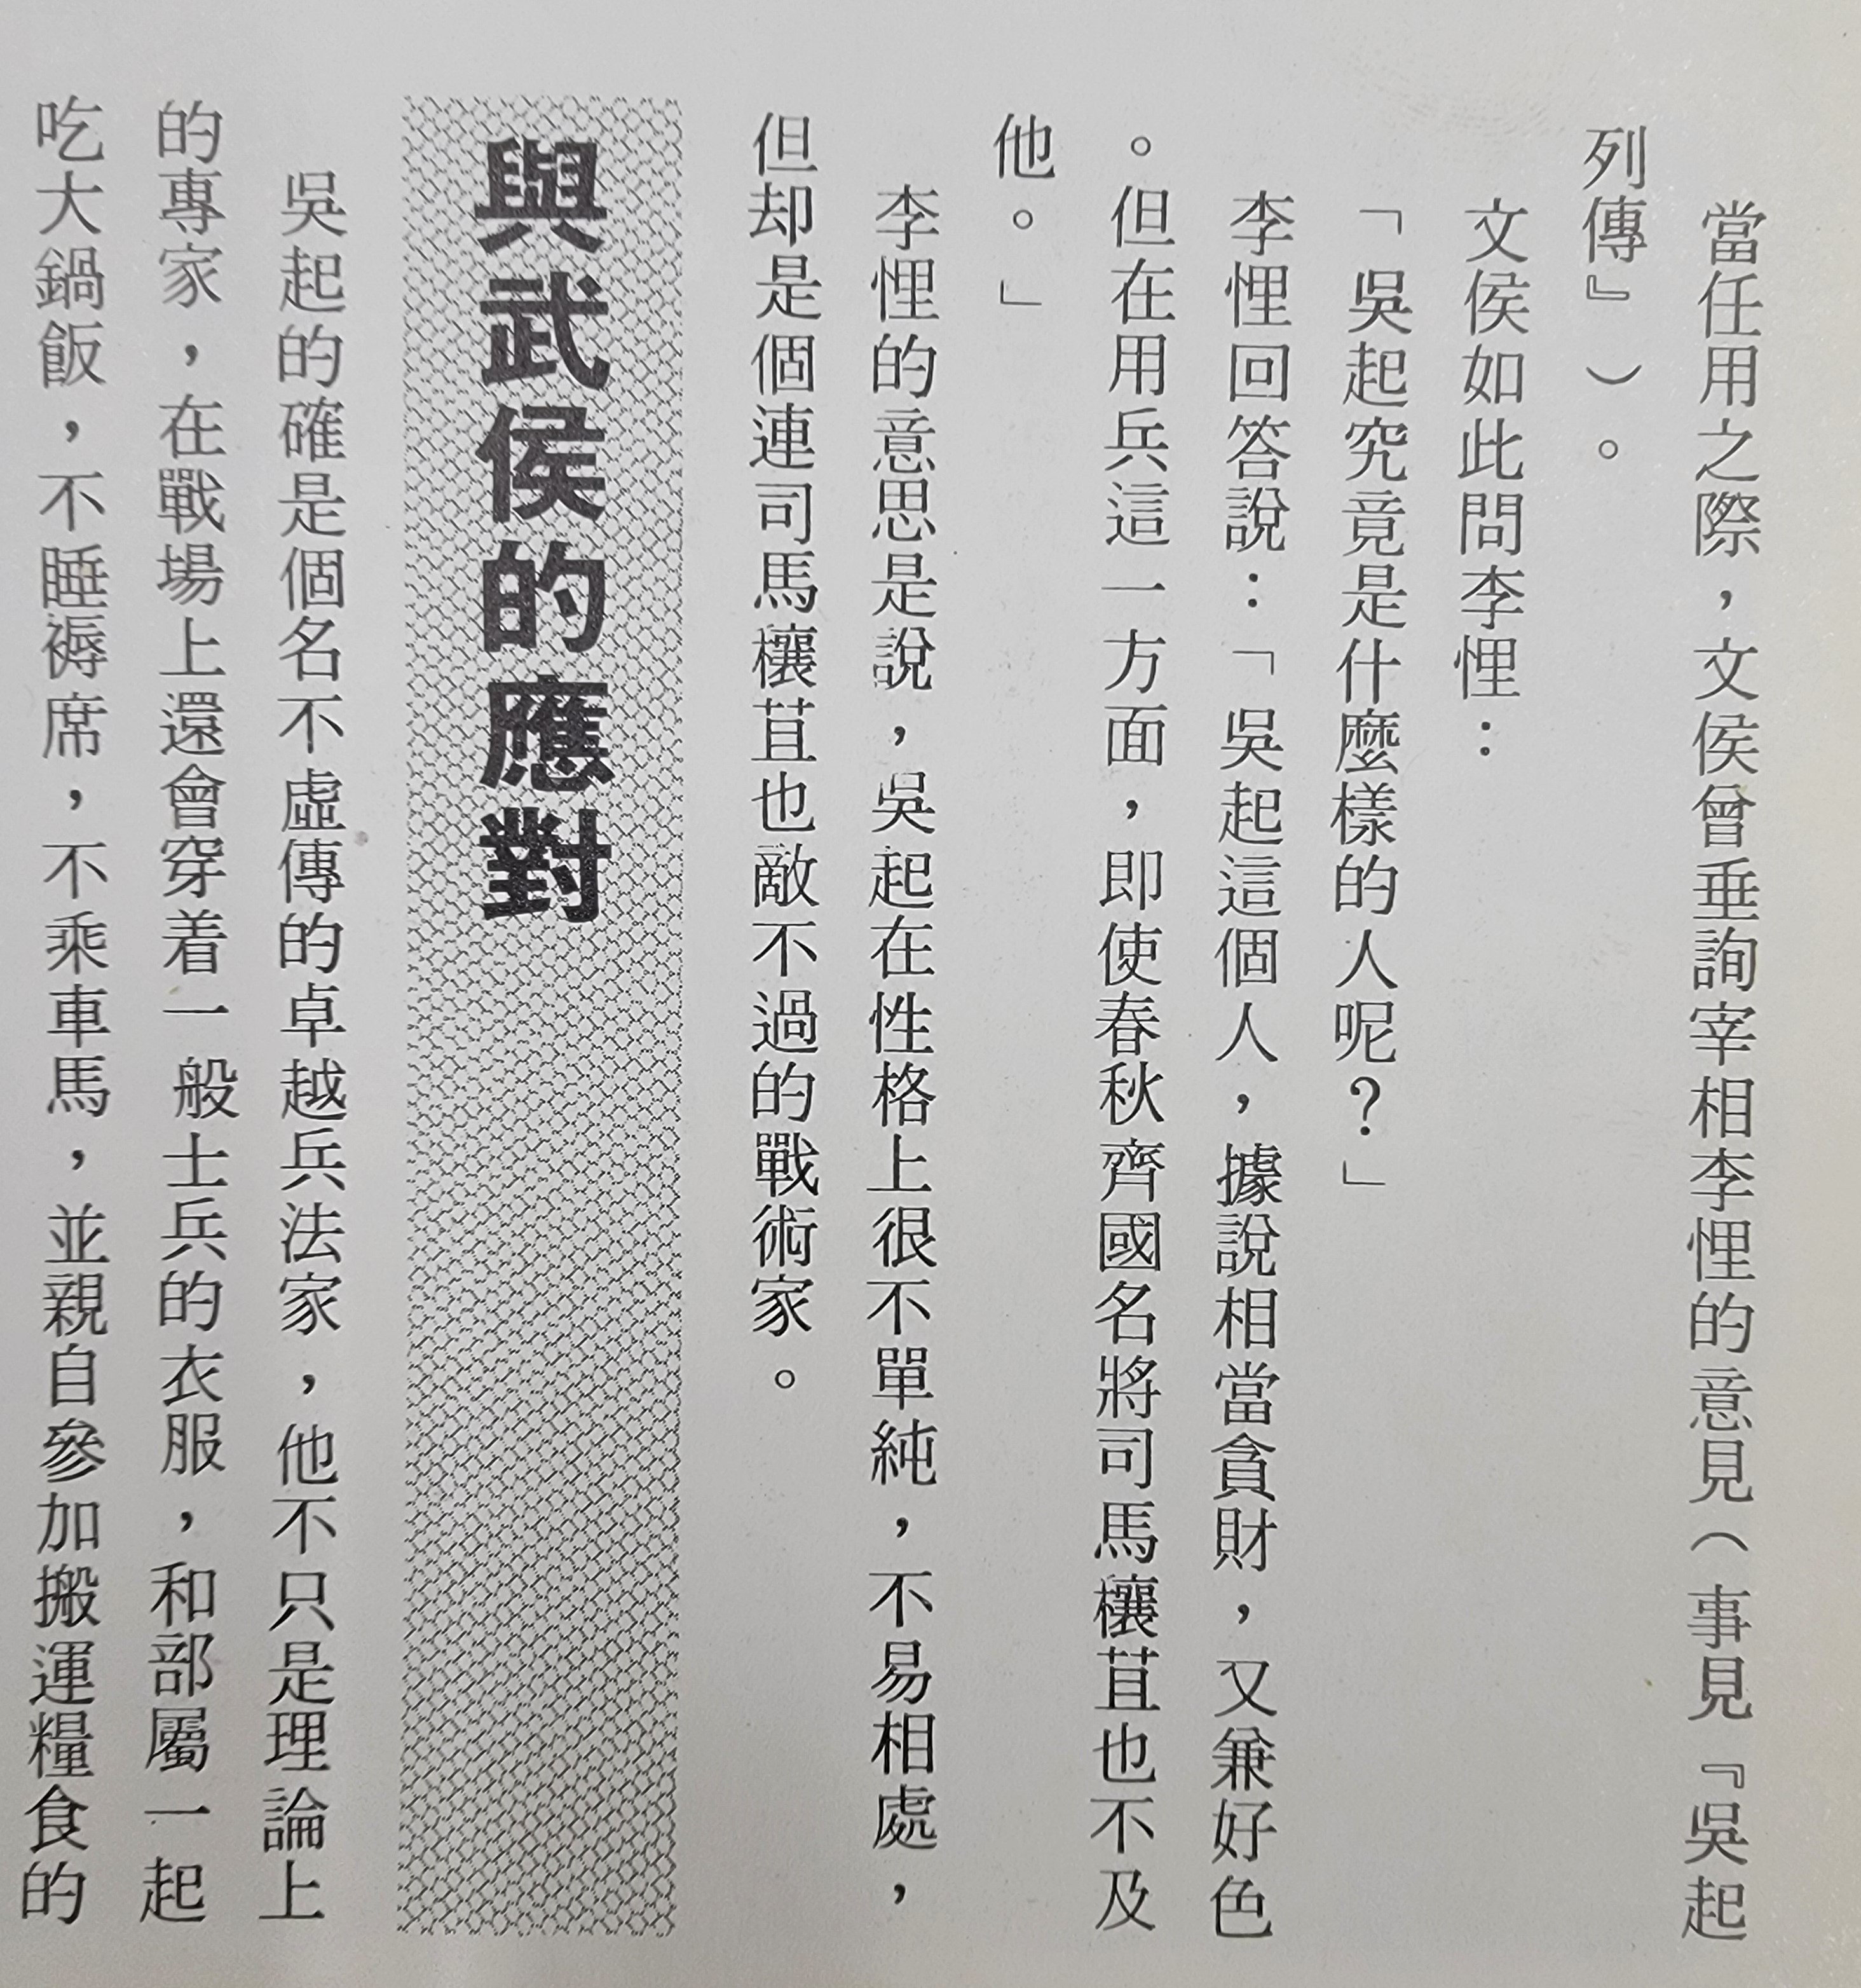 當任用之際，文侯曾垂詢宰相李悝的意見（事見『吳起
列傳』）。
文侯如此問李悝：
「吳起究竟是什麼樣的人呢？」
李悝回答說：「吳起這個人，據說相當貪財，又兼好色
。但在用兵這一方面，即使春秋齊國名將司馬穰苴也不及
他。」
李悝的意思是說，吳起在性格上很不單純，不易相處，
但却是個連司馬穰苴也敵不過的戰術家。
與武侯的應對
吳起的確是個名不虛傳的卓越兵法家，他不只是理論上
的專家，在戰場上還會穿着一般士兵的衣服，和部屬一起
吃大鍋飯，不睡褥席，不乘車馬，並親自參加搬運糧食的